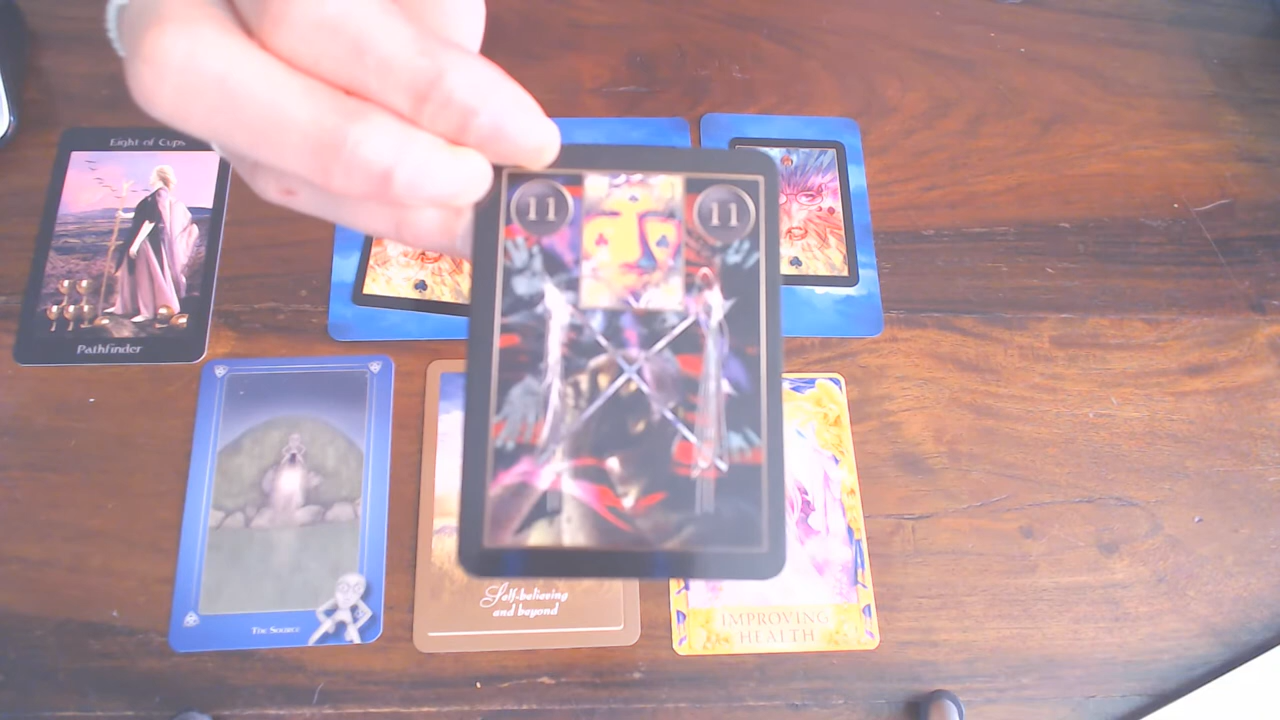 Eight of Cups
11
11
Pathfinder
The Source
Self-believing
and beyond
IMPROVING
HEALTH